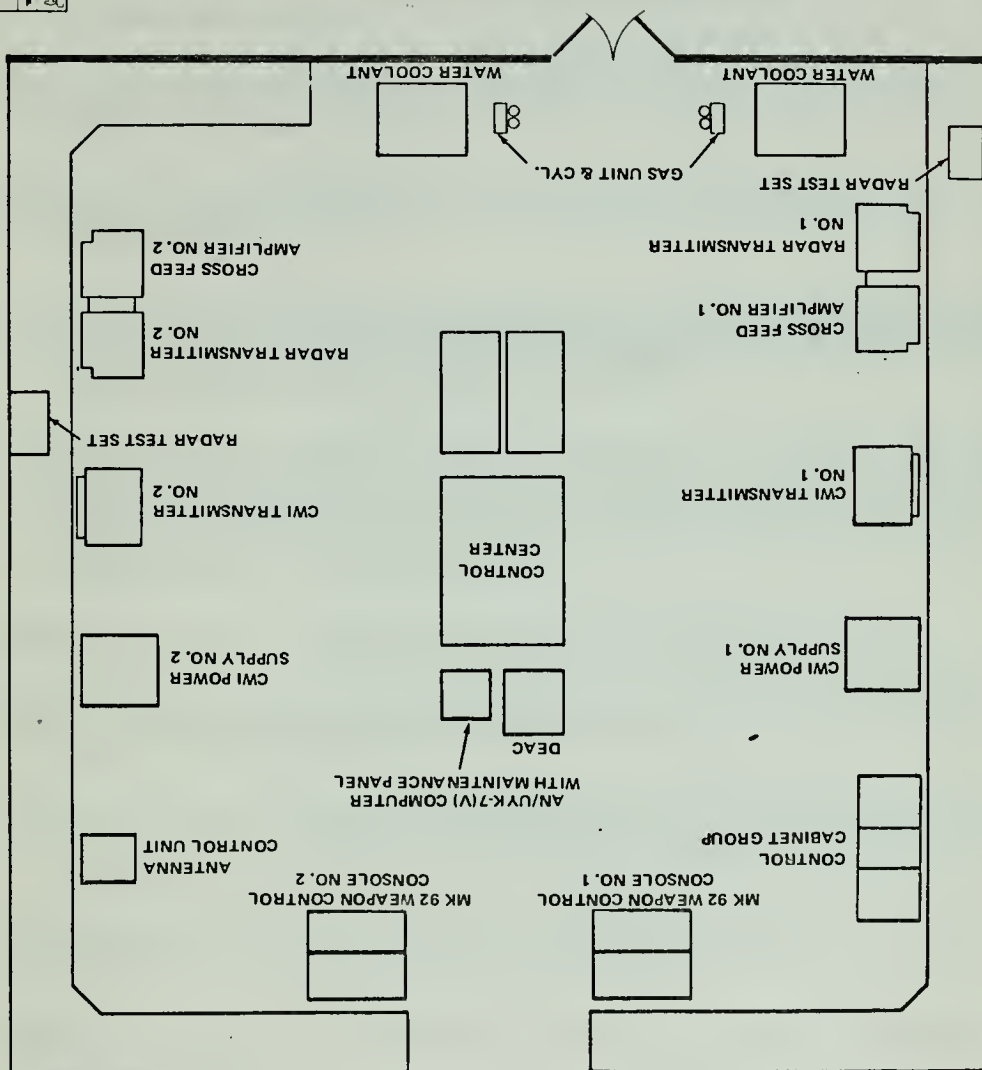 MK 92 WEAPON CONTROL
CONSOLE NO. 1
MK 92 WEAPON CONTROL
CONSOLE NO. 2
CONTROL
CABINET GROUP
ANTENNA
CONTROL UNIT
AN/UYK-7(V) COMPUTER
WITH MAINTENANCE PANEL
DEAC
CWI POWER
SUPPLY NO. 1
CWI POWER
SUPPLY NO. 2
CONTROL
CENTER
CWI TRANSMITTER
NO. 1
CWI TRANSMITTER
NO. 2
RADAR TEST SET
CROSS FEED
AMPLIFIER NO. 1
RADAR TRANSMITTER
NO. 2
RADAR TRANSMITTER
NO. 1
CROSS FEED
AMPLIFIER NO. 2
RADAR TEST SET
GAS UNIT & CYL.
WATER COOLANT
WATER COOLANT